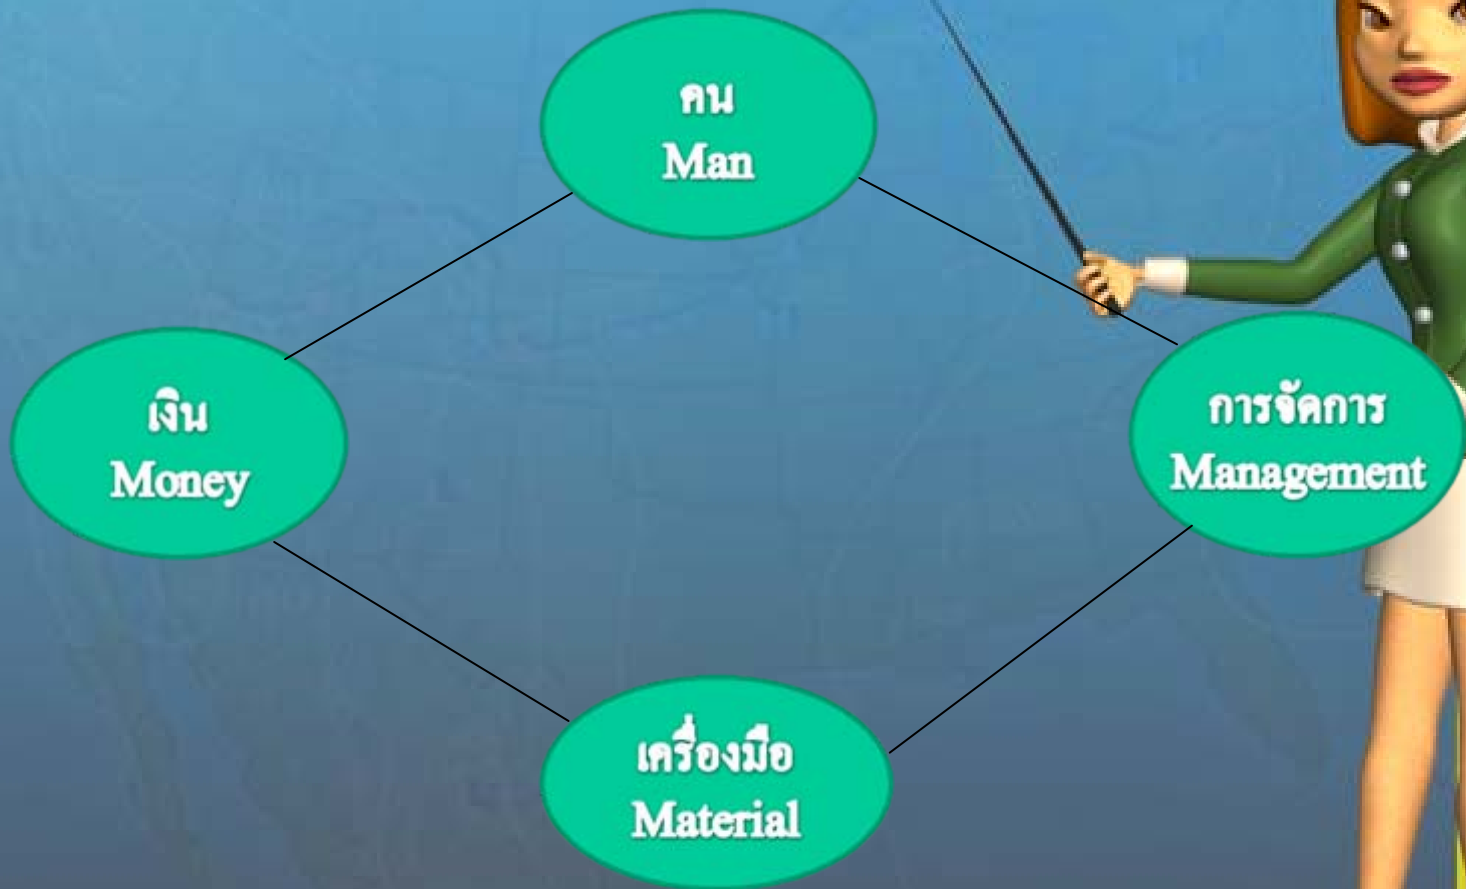 คน
Man
เงิน
Money
การจัดการ
Management
เครื่องมือ
Material